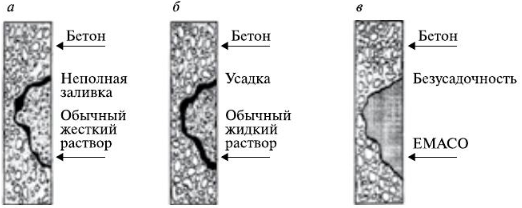 а
Бетон
Неполная
заливка
Обычный
жесткий
раствор
б
Бетон
Усадка
Обычный
жидкий
раствор
в
Бетон
Безусадочность
EMACO